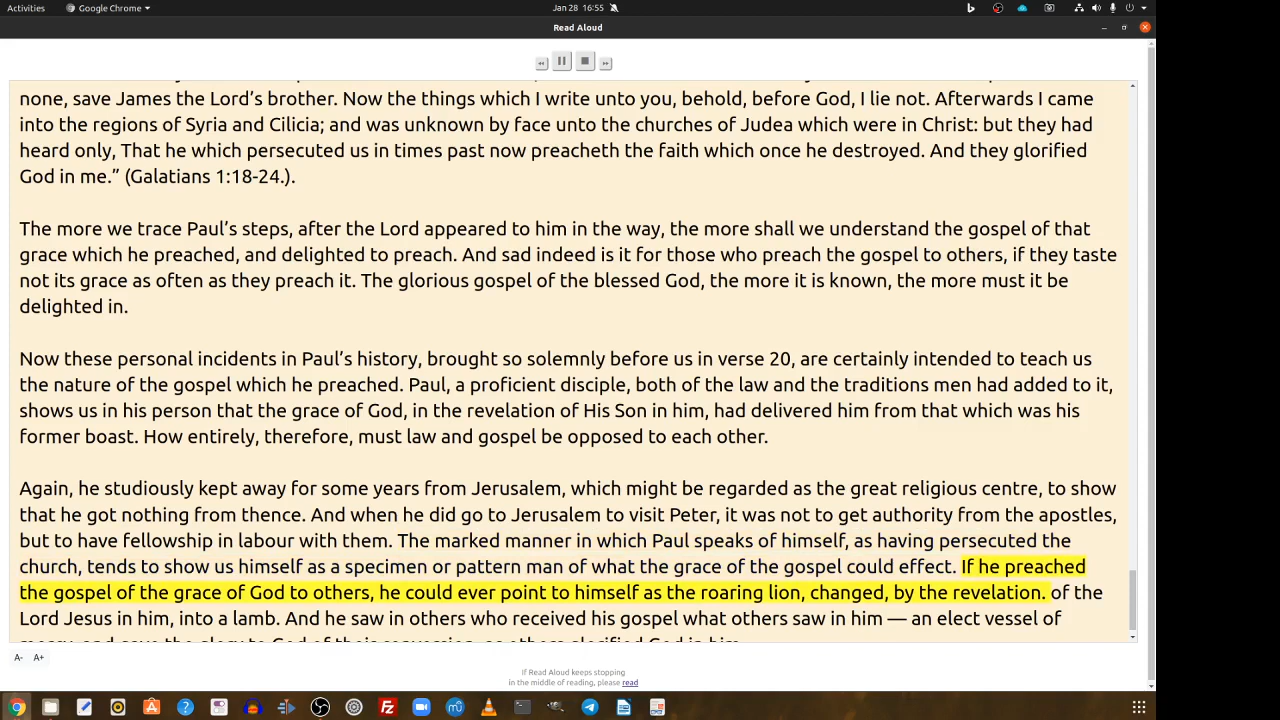 Activities
Google Chrome
Jan 28 16:55
Read Aloud
none, save James the Lord’s brother. Now the things which I write unto you, behold, before God, I lie not. Afterwards I came
into the regions of Syria and Cilicia; and was unknown by face unto the churches of Judea which were in Christ: but they had
heard only, That he which persecuted us in times past now preacheth the faith which once he destroyed. And they glorified
God in me.” (Galatians 1:18-24.).
The more we trace Paul’s steps, after the Lord appeared to him in the way, the more shall we understand the gospel of that
grace which he preached, and delighted to preach. And sad indeed is it for those who preach the gospel to others, if they taste
not its grace as often as they preach it. The glorious gospel of the blessed God, the more it is known, the more must it be
delighted in.
Now these personal incidents in Paul’s history, brought so solemnly before us in verse 20, are certainly intended to teach us
the nature of the gospel which he preached. Paul, a proficient disciple, both of the law and the traditions men had added to it,
shows us in his person that the grace of God, in the revelation of His Son in him, had delivered him from that which was his
former boast. How entirely, therefore, must law and gospel be opposed to each other.
Again, he studiously kept away for some years from Jerusalem, which might be regarded as the great religious centre, to show
that he got nothing from thence. And when he did go to Jerusalem to visit Peter, it was not to get authority from the apostles,
but to have fellowship in labour with them. The marked manner in which Paul speaks of himself, as having persecuted the
church, tends to show us himself as a specimen or pattern man of what the grace of the gospel could effect. If he preached
the gospel of the grace of God to others, he could ever point to himself as the roaring lion, changed, by the revelation. of the
Lord Jesus in him, into a lamb. And he saw in others who received his gospel what others saw in him — an elect vessel of
mercy, and gave the glory to God of their conversion, as others glorified God in him.
A- A+
If Read Aloud keeps stopping
in the middle of reading, please read